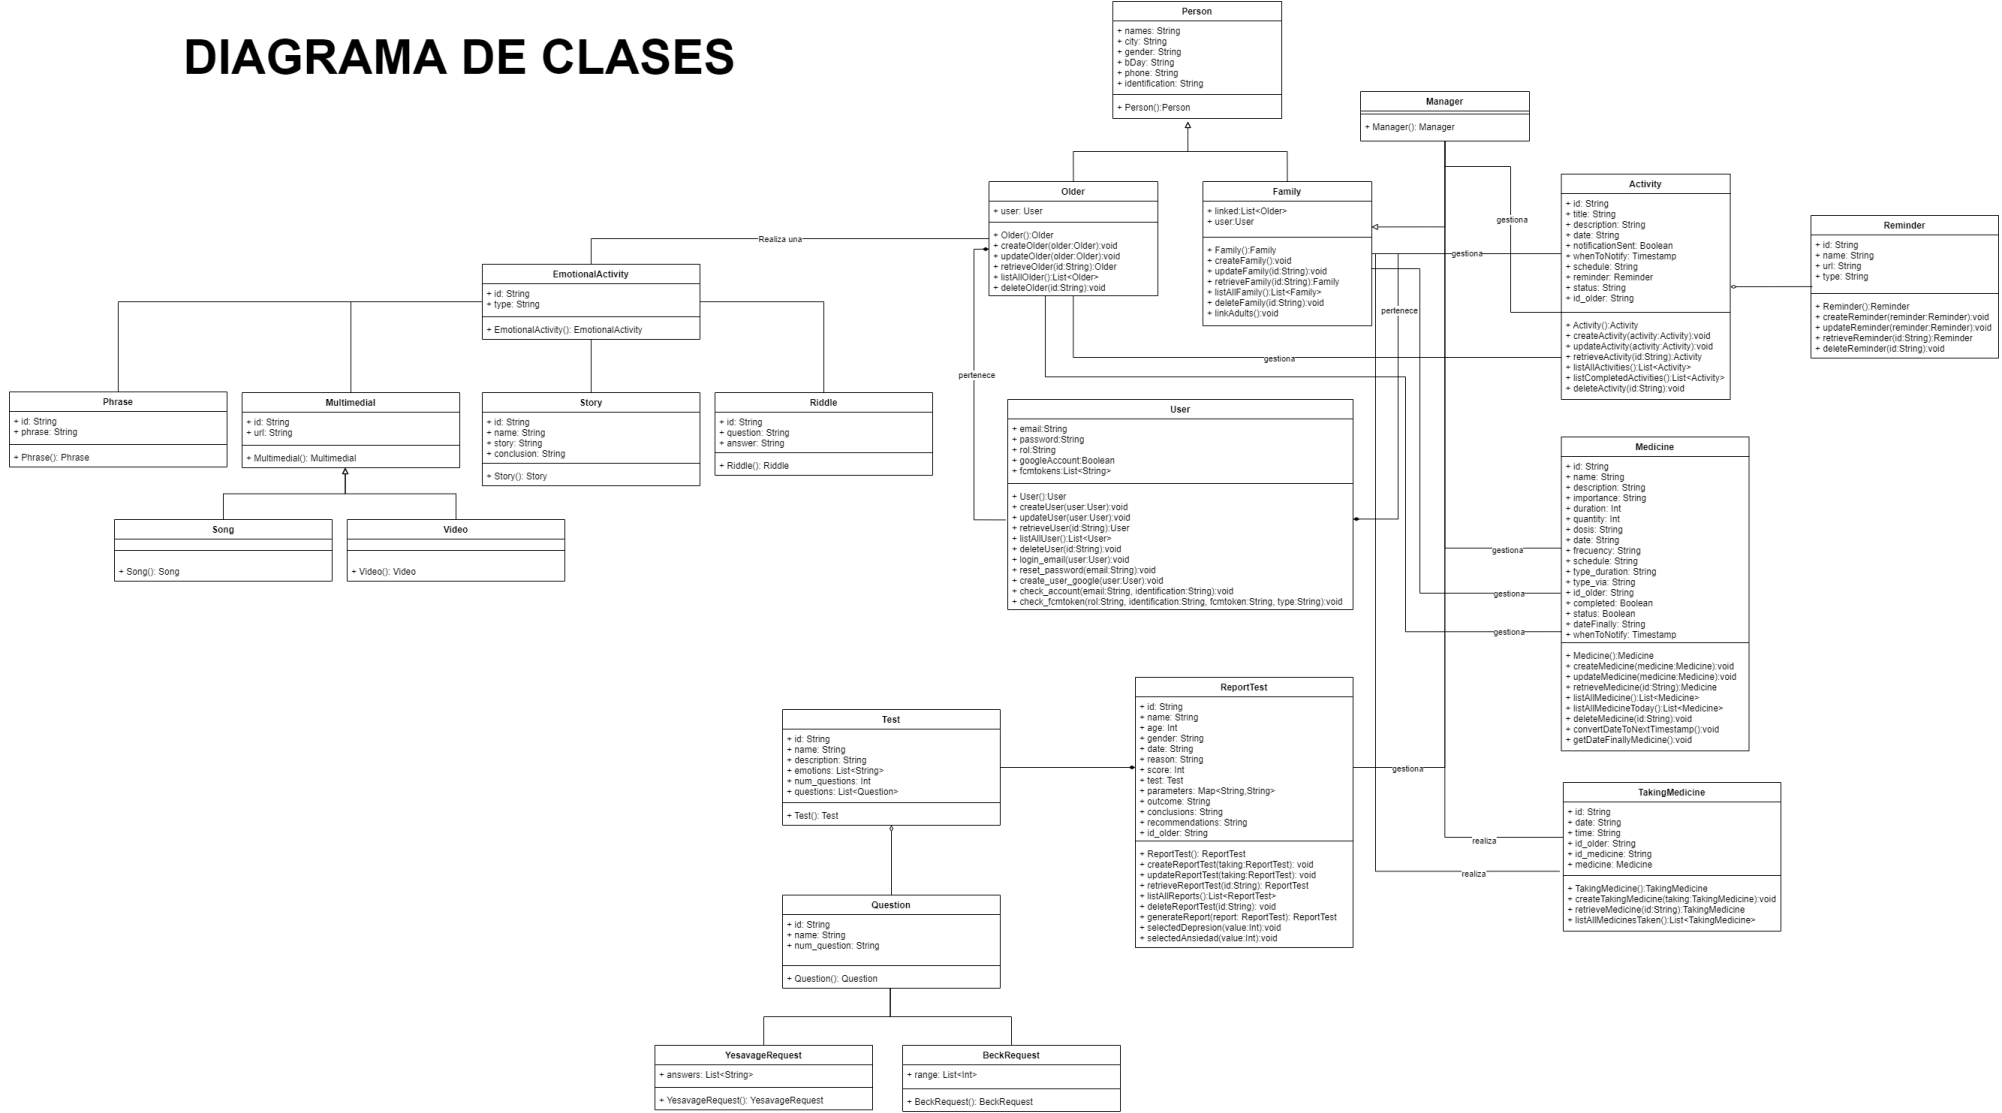 DIAGRAMA DE CLASES
Person
+ names: String
+ city: String
+ gender: String
+ bDay: String
+ phone: String
+ identification: String
+ Person():Person
Manager
+ Manager(): Manager
Older
+ user: User
+ Older():Older
+ createOlder(older:Older):void
+ updateOlder(older:Older):void
+ retrieveOlder(id:String):Older
+ listAllOlder():List<Older>
+ deleteOlder(id:String):void
Family
+ linked:List<Older>
+ user:User
+ Family():Family
+ createFamily():void
+ updateFamily(id:String):void
+ retrieveFamily(id:String):Family
+ listAllFamily():List<Family>
+ deleteFamily(id:String):void
+ linkAdults():void
Activity
+ id: String
+ title: String
+ description: String
+ date: String
+ notificationSent: Boolean
+ whenToNotify: Timestamp
+ schedule: String
+ reminder: Reminder
+ status: String
+ id_older: String
+ Activity():Activity
+ createActivity(activity:Activity):void
+ updateActivity(activity:Activity):void
+ retrieveActivity(id:String):Activity
+ listAllActivities():List<Activity>
+ listCompletedActivities():List<Activity>
+ deleteActivity(id:String):void
Reminder
+ id: String
+ name: String
+ url: String
+ type: String
+ Reminder():Reminder
+ createReminder(reminder:Reminder):void
+ updateReminder(reminder:Reminder):void
+ retrieveReminder(id:String):Reminder
+ deleteReminder(id:String):void
gestiona
Realiza una
gestiona
pertenece
gestiona
pertenece
EmotionalActivity
+ id: String
+ type: String
+ EmotionalActivity(): EmotionalActivity
Phrase
+ id: String
+ phrase: String
+ Phrase(): Phrase
Multimedial
+ id: String
+ url: String
+ Multimedial(): Multimedial
Story
+ id: String
+ name: String
+ story: String
+ conclusion: String
+ Story(): Story
Riddle
+ id: String
+ question: String
+ answer: String
+ Riddle(): Riddle
Song
+ Song(): Song
Video
+ Video(): Video
User
+ email:String
+ password:String
+ rol:String
+ googleAccount:Boolean
+ fcmtokens:List<String>
+ User():User
+ createUser(user:User):void
+ updateUser(user:User):void
+ retrieveUser(id:String):User
+ listAllUser():List<User>
+ deleteUser(id:String):void
+ login_email(user:User):void
+ reset_password(email:String):void
+ create_user_google(user:User):void
+ check_account(email:String, identification:String):void
+ check_fcmtoken(rol:String, identification:String, fcmtoken:String, type:String):void
Medicine
+ id: String
+ name: String
+ description: String
+ importance: String
+ duration: Int
+ quantity: Int
+ dosis: String
+ date: String
+ frecuency: String
+ schedule: String
+ type_duration: String
+ type_via: String
+ id_older: String
+ completed: Boolean
+ status: Boolean
+ dateFinally: String
+ whenToNotify: Timestamp
+ Medicine():Medicine
+ createMedicine(medicine:Medicine):void
+ updateMedicine(medicine:Medicine):void
+ retrieveMedicine(id:String):Medicine
+ listAllMedicine():List<Medicine>
+ listAllMedicineToday():List<Medicine>
+ deleteMedicine(id:String):void
+ convertDateToNextTimestamp():void
+ getDateFinallyMedicine():void
gestiona
gestiona
gestiona
ReportTest
+ id: String
+ name: String
+ age: Int
+ gender: String
+ date: String
+ reason: String
+ score: Int
+ test: Test
+ parameters: Map<String,String>
+ outcome: String
+ conclusions: String
+ recommendations: String
+ id_older: String
+ ReportTest(): ReportTest
+ createReportTest(taking:ReportTest): void
+ updateReportTest(taking:ReportTest): void
+ retrieveReportTest(id:String): ReportTest
+ listAllReports():List<ReportTest>
+ deleteReportTest(id:String): void
+ generateReport(report: ReportTest): ReportTest
+ selectedDepresion(value:Int):void
+ selectedAnsiedad(value:Int):void
gestiona
realiza
realiza
Test
+ id: String
+ name: String
+ description: String
+ emotions: List<String>
+ num_questions: Int
+ questions: List<Question>
+ Test(): Test
TakingMedicine
+ id: String
+ date: String
+ time: String
+ id_older: String
+ id_medicine: String
+ medicine: Medicine
+ TakingMedicine():TakingMedicine
+ createTakingMedicine(taking:TakingMedicine):void
+ retrieveMedicine(id:String):TakingMedicine
+ listAllMedicinesTaken():List<TakingMedicine>
Question
+ id: String
+ name: String
+ num_question: String
+ Question(): Question
YesavageRequest
+ answers: List<String>
+ YesavageRequest(): YesavageRequest
BeckRequest
+ range: List<Int>
+ BeckRequest(): BeckRequest